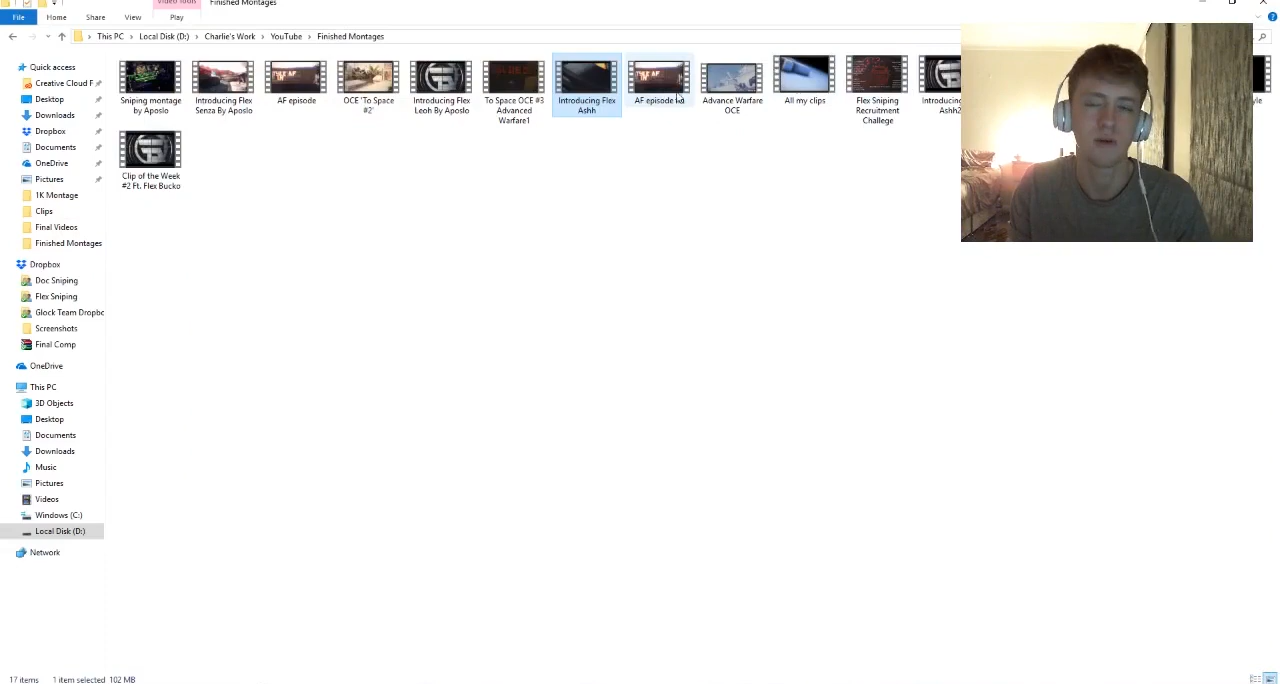 Video Tools
Finished Montages
File
Home
Share
View
Play
This PC
Local Disk (D:)
Charlie's Work
YouTube
Finished Montages
Quick access
Creative Cloud F
Desktop
Downloads
Dropbox
Documents
OneDrive
Pictures
1K Montage
Clips
Final Videos
Finished Montages
Dropbox
Doc Sniping
Flex Sniping
Glock Team Dropbc
Screenshots
Final Comp
OneDrive
This PC
3D Objects
Desktop
Documents
Downloads
Music
Pictures
Videos
Windows (C:)
Local Disk (D:)
Network
Sniping montage
by Aposlo
Introducing Flex
Senza By Aposlo
AF episode
OCE 'To Space
#2'
Introducing Flex
Leoh By Aposlo
To Space OCE #3
Advanced
Warfare1
Introducing Flex
Ashh
AF episode
Advance Warfare
OCE
All my clips
Flex Sniping
Recruitment
Challege
Introducing
Ashh2
Clip of the Week
#2 Ft. Flex Bucko
17 items
1 item selected
102 MB